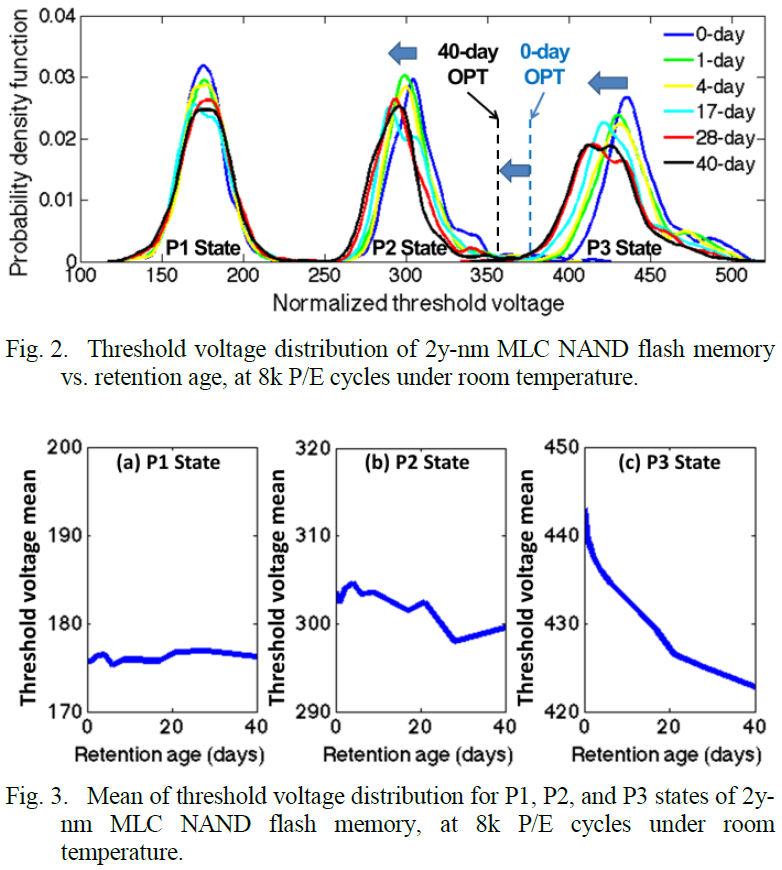 Probability density function
0.04
0.03
0.02
0.01
0
40-day
OPT
0-day
OPT
0-day
1-day
4-day
17-day
28-day
40-day
P1 State
P2 State
P3 State
100
150
200
250
300
350
400
450
500
Normalized threshold voltage
Fig. 2. Threshold voltage distribution of 2y-nm MLC NAND flash memory
vs. retention age, at 8k P/E cycles under room temperature.
Threshold voltage mean
200
190
180
170
(a) P1 State
0
20
40
Retention age (days)
Threshold voltage mean
320
310
300
290
(b) P2 State
0
20
40
Retention age (days)
Threshold voltage mean
450
440
430
420
(c) P3 State
0
20
40
Retention age (days)
Fig. 3. Mean of threshold voltage distribution for P1, P2, and P3 states of 2y-
nm MLC NAND flash memory, at 8k P/E cycles under room
temperature.